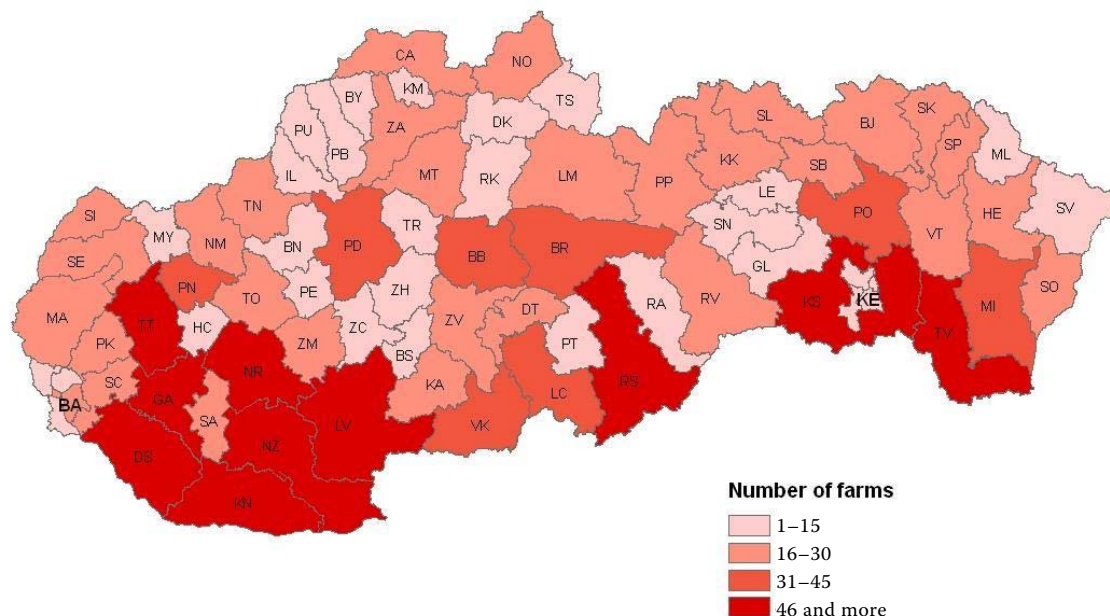 CA
NO
KM
BY
TS
PU
ZA
DK
PB
IL
MT
RK
LM
SL
BJ
SK
SP
KK
SB
ML
PP
LE
PO
HE
SV
SN
VT
GL
TN
SI
MY
NM
BN
PD
TR
SE
BB
BR
PN
TO
PE
ZH
RA
RV
KS
KE
MI
SO
MA
TT
HC
ZC
ZV
DT
PT
TV
PK
ZM
BS
SC
NR
KA
LC
RS
BA
GA
SA
LV
VK
DS
NZ
KN
Number of farms
1–15
16–30
31–45
46 and more